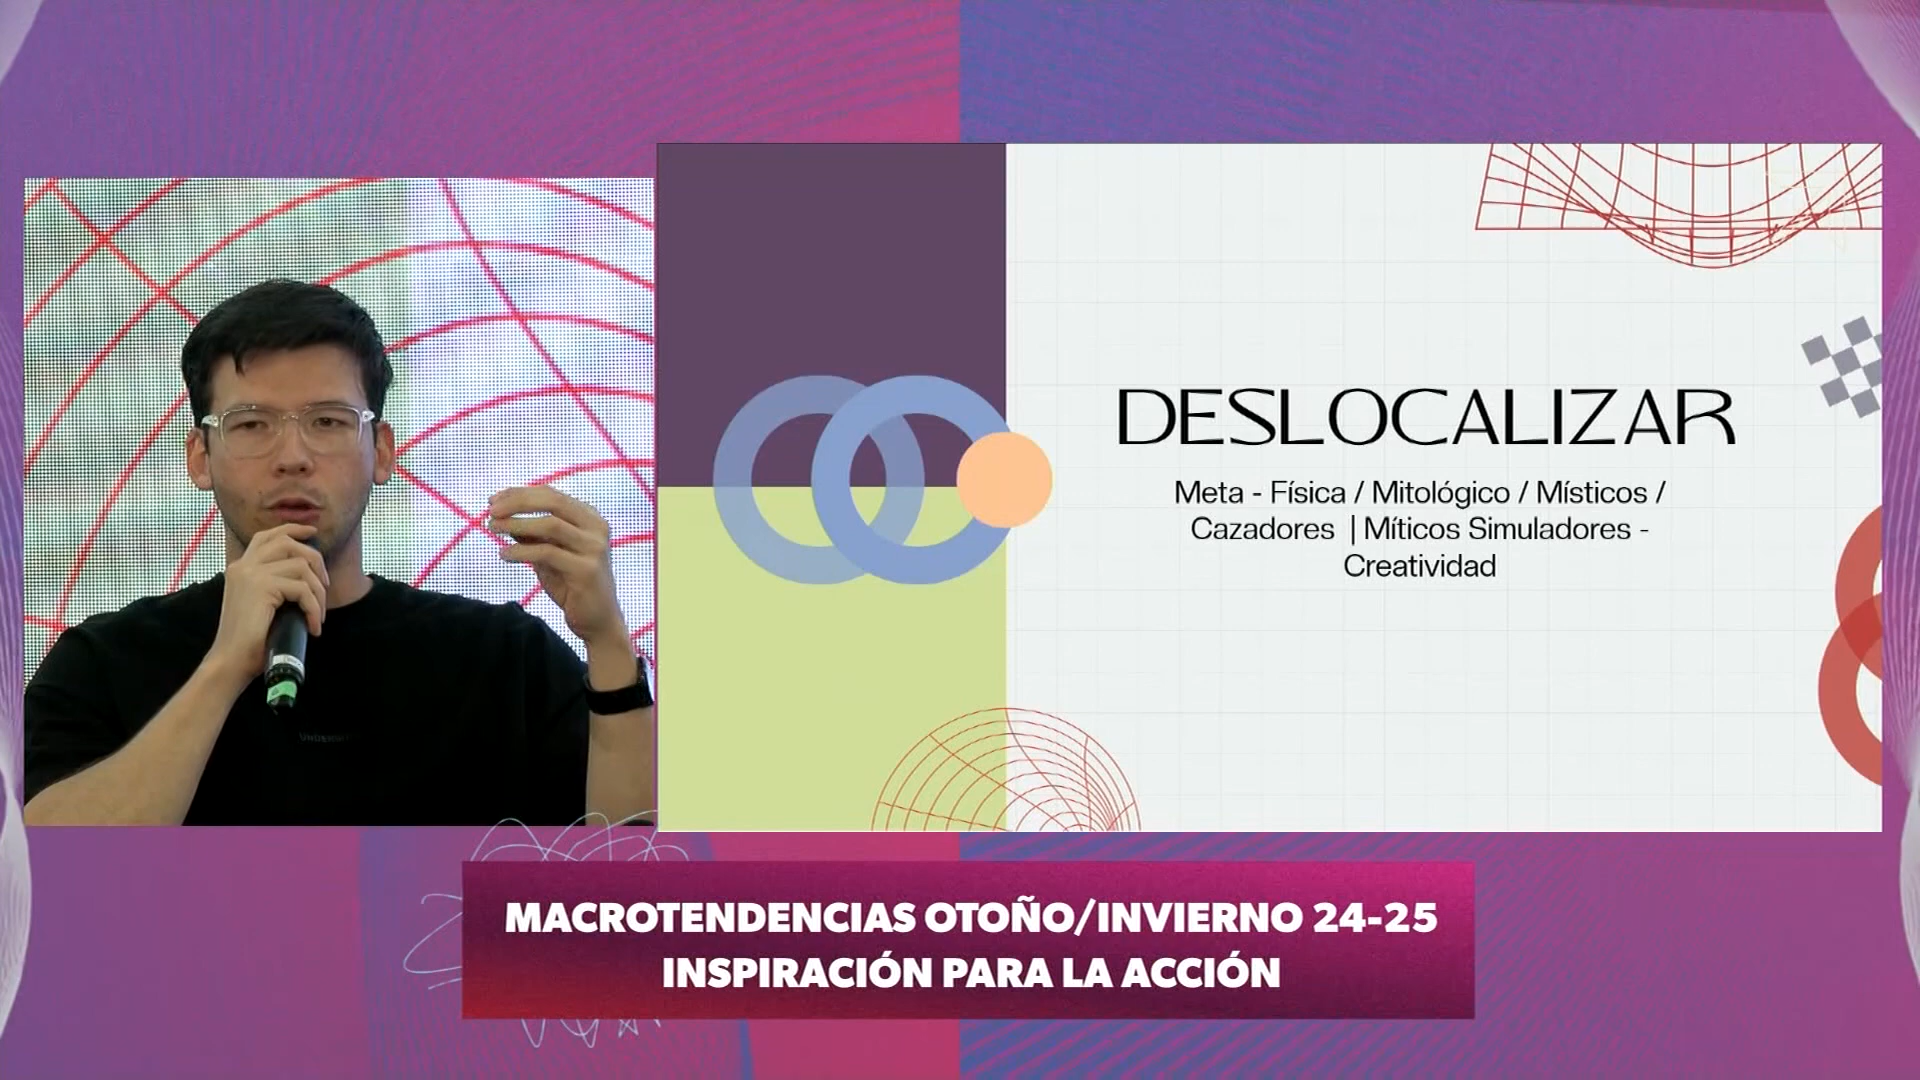 DESLOCALIZAR
Meta - Física / Mitológico / Místicos /
Cazadores | Míticos Simuladores -
Creatividad
MACROTENDENCIAS OTOÑO/INVIERNO 24-25
INSPIRACIÓN PARA LA ACCIÓN